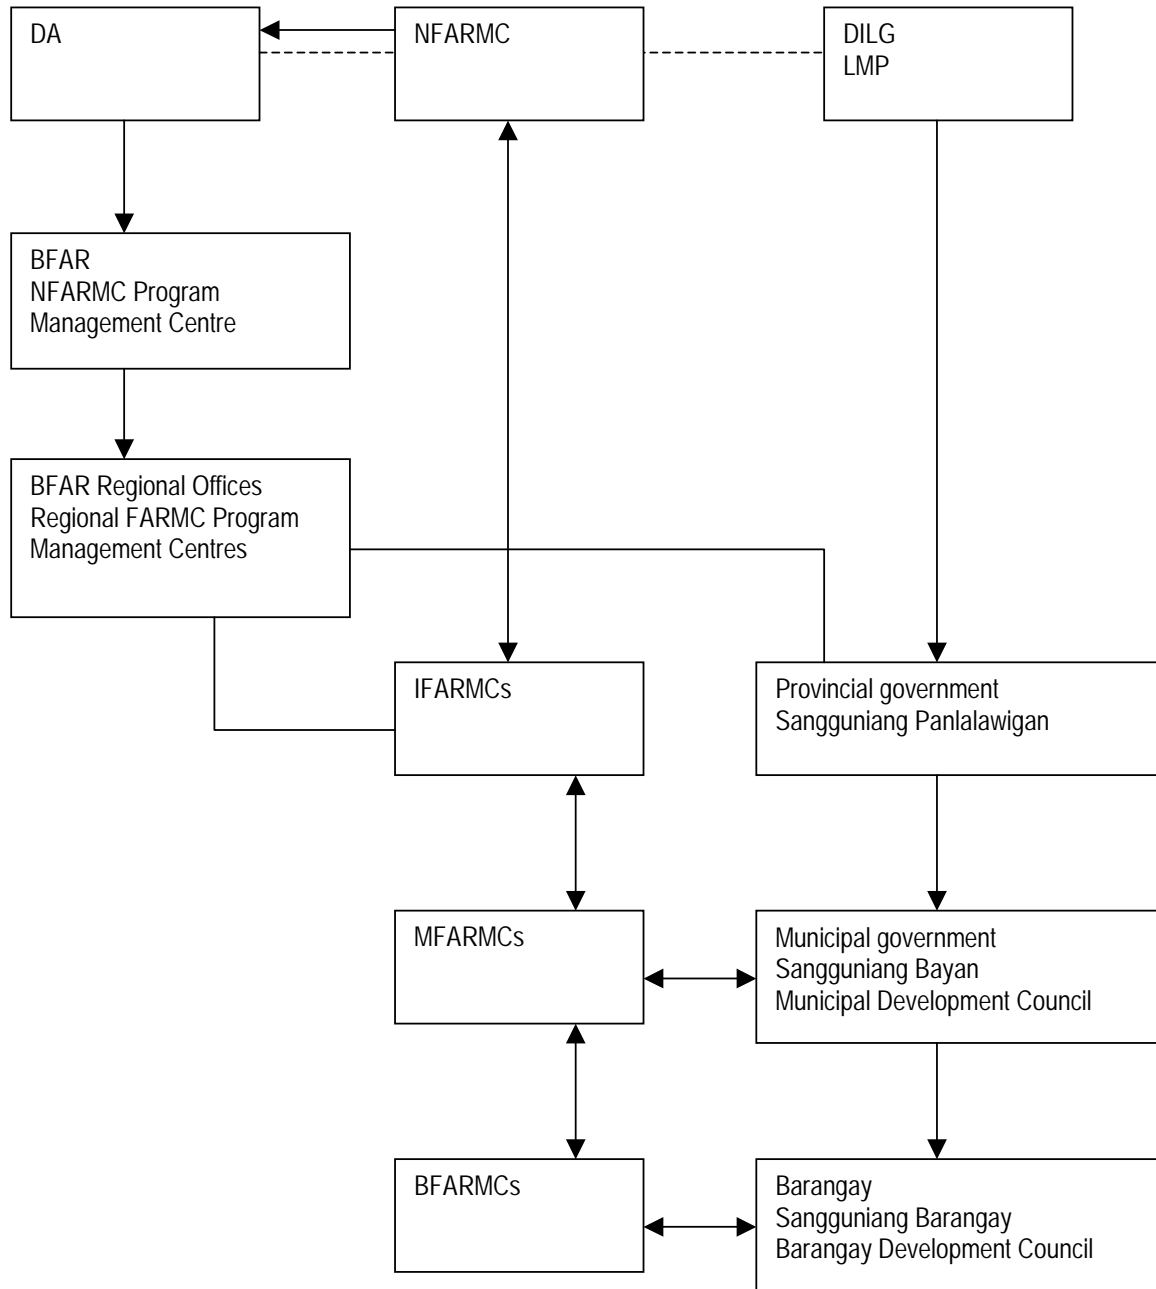 DA
NFARMC
DILG
LMP
BFAR
NFARMC Program
Management Centre
BFAR Regional Offices
Regional FARMC Program
Management Centres
IFARMCs
Provincial government
Sangguniang Panlalawigan
MFARMCs
Municipal government
Sangguniang Bayan
Municipal Development Council
BFARMCs
Barangay
Sangguniang Barangay
Barangay Development Council